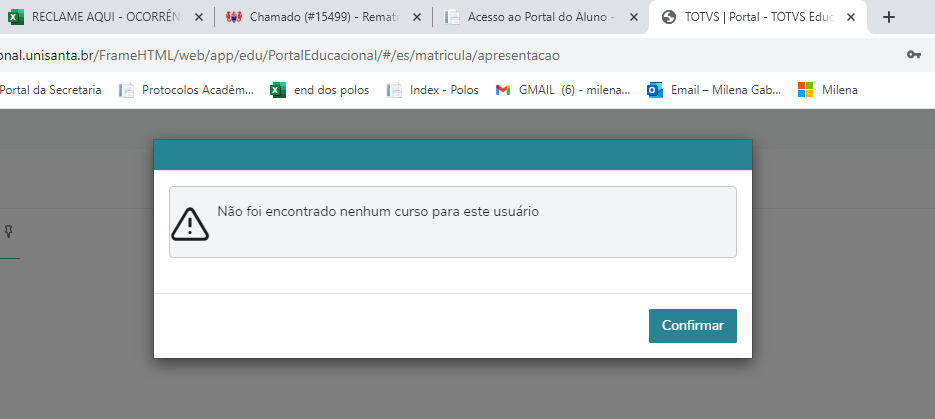 RECLAME AQUI - OCORRÊN
Chamado (#15499) - Rematr
Acesso ao Portal do Aluno -
TOTVS | Portal - TOTVS Educ
onal.unisanta.br/FrameHTML/web/app/edu/PortalEducacional/#/es/matricula/apresentacao
Portal da Secretaria
Protocolos Acadêm...
end dos polos
Index - Polos
GMAIL (6) - milena...
Email – Milena Gab...
Milena
Não foi encontrado nenhum curso para este usuário
Confirmar